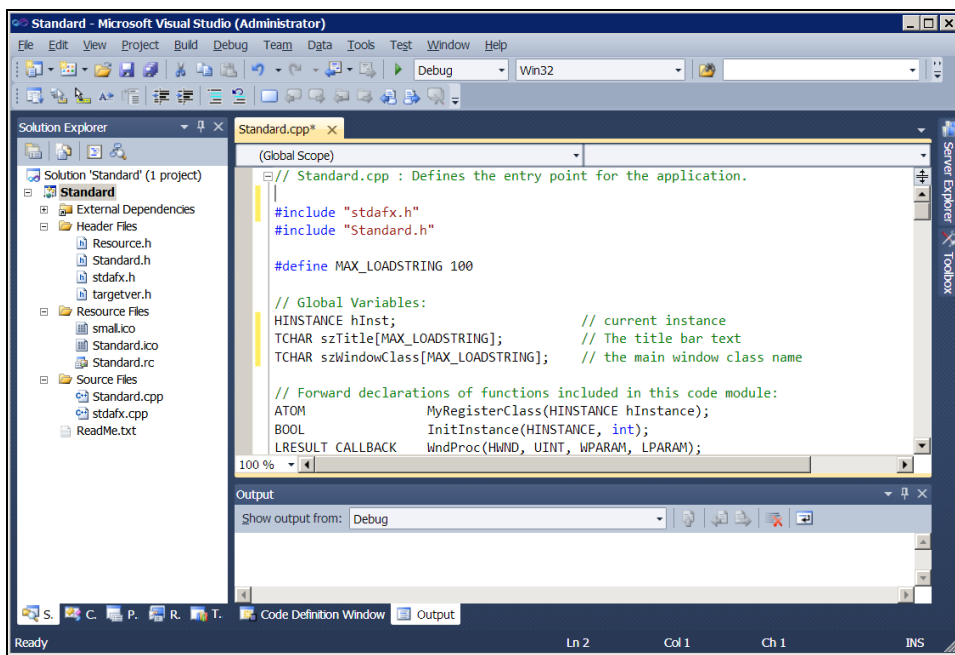 Standard - Microsoft Visual Studio (Administrator)
File Edit View Project Build Debug Team Data Tools Test Window Help
Debug Win32
Solution Explorer
Solution 'Standard' (1 project)
Standard
External Dependencies
Header Files
Resource.h
Standard.h
stdafx.h
targetver.h
Resource Files
small.ico
Standard.ico
Standard.rc
Source Files
Standard.cpp
stdafx.cpp
ReadMe.txt
S. C. P. R. T.
Standard.cpp*
(Global Scope)
// Standard.cpp : Defines the entry point for the application.
#include "stdafx.h"
#include "Standard.h"
#define MAX_LOADSTRING 100
// Global Variables:
HINSTANCE hInst; // current instance
TCHAR szTitle[MAX_LOADSTRING]; // The title bar text
TCHAR szWindowClass[MAX_LOADSTRING]; // the main window class name
// Forward declarations of functions included in this code module:
ATOM MyRegisterClass(HINSTANCE hInstance);
BOOL InitInstance(HINSTANCE, int);
LRESULT CALLBACK WndProc(HWND, UINT, WPARAM, LPARAM);
100 %
Output
Show output from: Debug
Code Definition Window Output
Server Explorer
Toolbox
Ready Ln 2 Col 1 Ch 1 INS